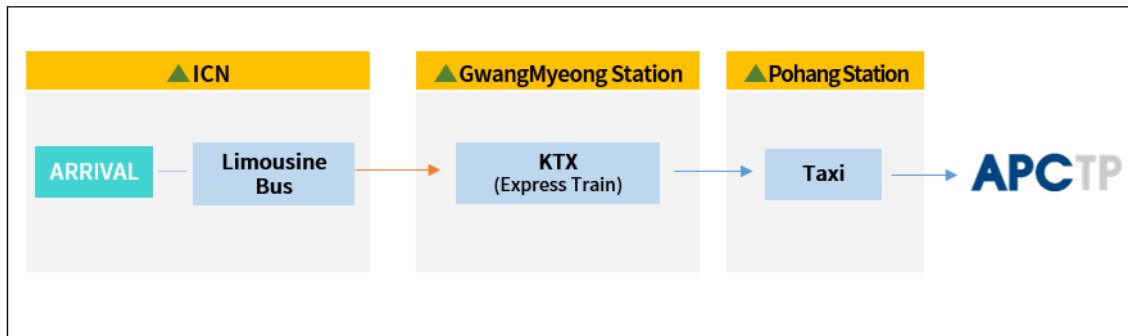 ▲ICN
▲GwangMyeong Station
▲Pohang Station
ARRIVAL
Limousine
Bus
KTX
(Express Train)
Taxi
APCTP